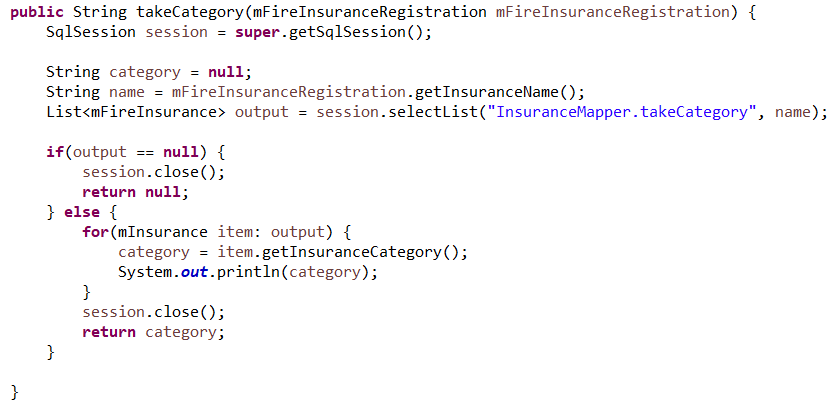 public String takeCategory(mFireInsuranceRegistration mFireInsuranceRegistration) {
    SqlSession session = super.getSqlSession();

    String category = null;
    String name = mFireInsuranceRegistration.getInsuranceName();
    List<mFireInsurance> output = session.selectList("InsuranceMapper.takeCategory", name);

    if(output == null) {
        session.close();
        return null;
    } else {
        for(mInsurance item: output) {
            category = item.getInsuranceCategory();
            System.out.println(category);
        }
        session.close();
        return category;
    }

}